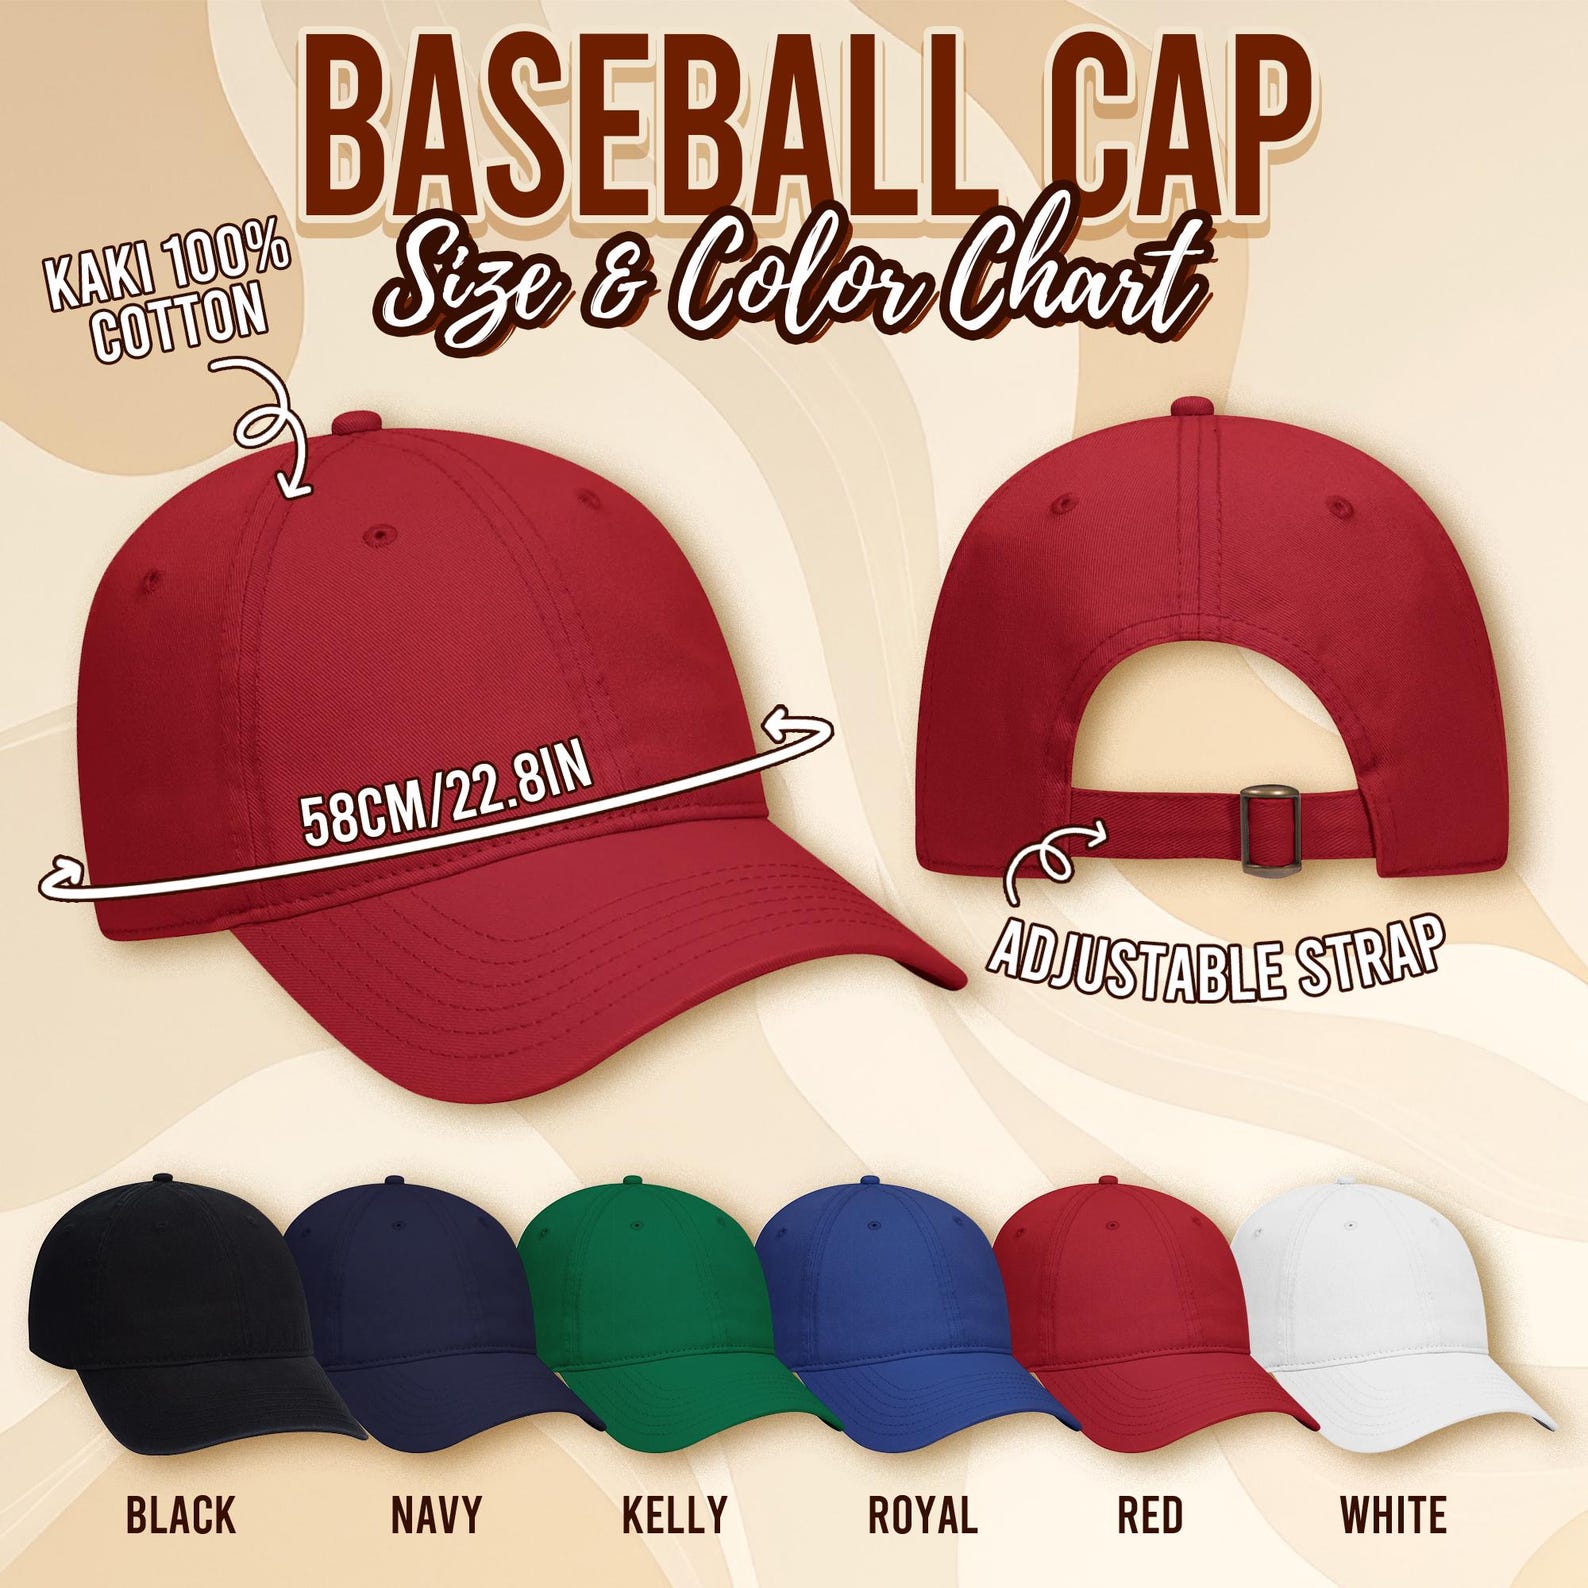 BASEBALL CAP
Size & Color Chart
KAKI 100%
COTTON
58CM/22.8IN
ADJUSTABLE STRAP
BLACK
NAVY
KELLY
ROYAL
RED
WHITE